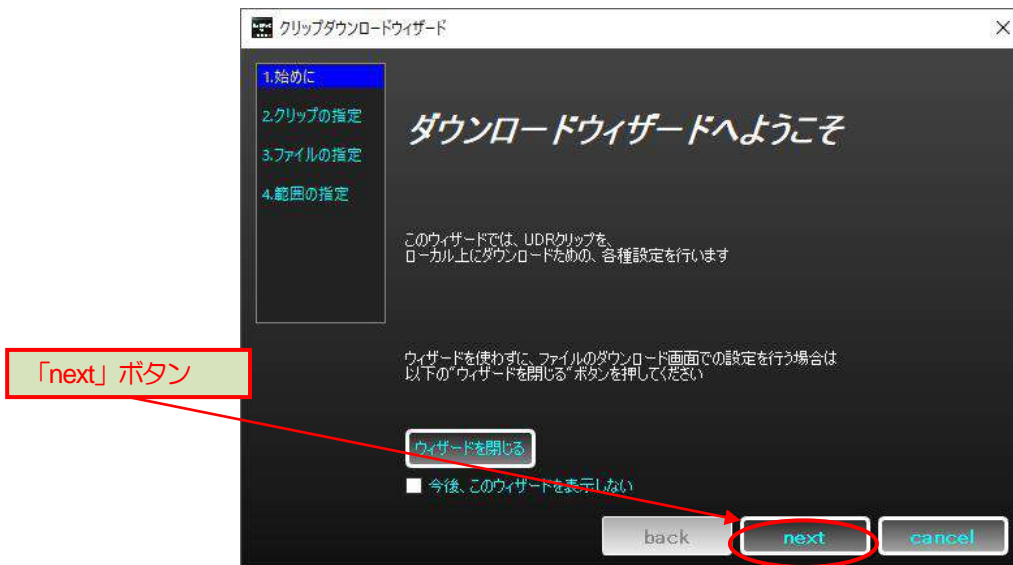 クリップダウンロードウィザード
1.始めに
2.クリップの指定
3.ファイルの指定
4.範囲の指定
ダウンロードウィザードへようこそ
このウィザードでは、UDRクリップを、
ローカル上にダウンロードための、各種設定を行います
ウィザードを使わずに、ファイルのダウンロード画面での設定を行う場合は
以下の"ウィザードを閉じる"ボタンを押してください
「next」ボタン
ウィザードを閉じる
今後、このウィザードを表示しない
back
next
cancel